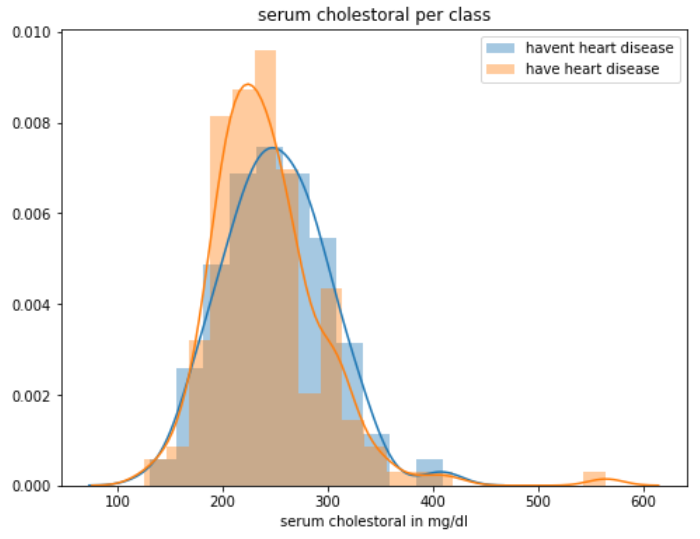 serum cholestoral per class
havent heart disease
have heart disease
0.010
0.008
0.006
0.004
0.002
0.000
100 200 300 400 500 600
serum cholestoral in mg/dl